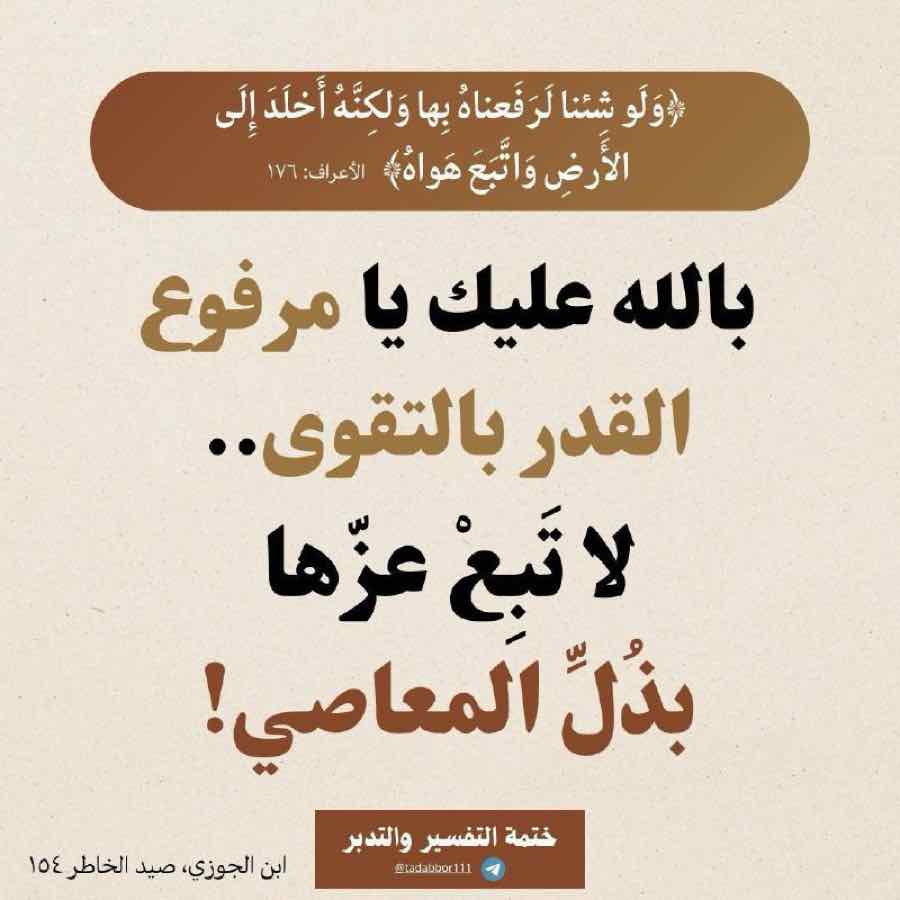 ﴿وَلَو شِئنا لَرَفَعناهُ بِها وَلكِنَّهُ أَخلَدَ إِلَى
الأَرضِ وَاتَّبَعَ هَواهُ﴾ الأعراف: ١٧٦
بالله عليك يا مرفوع
القدر بالتقوى..
لا تَبِعْ عزّها
بذُلِّ المعاصي!
ختمة التفسير والتدبر
@tadabbor111
ابن الجوزي، صيد الخاطر ١٥٤